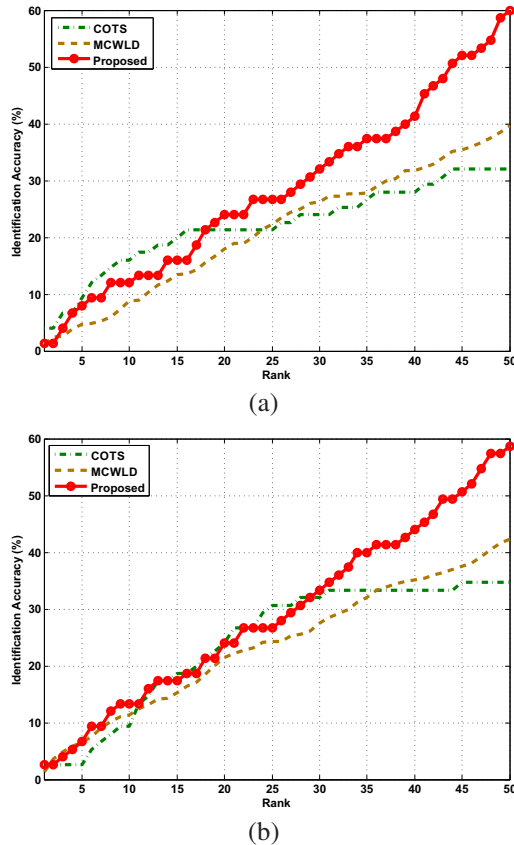 60
50
40
30
20
10
0
Identification Accuracy (%)
COTS
MCWLD
Proposed
5 10 15 20 25 30 35 40 45 50
Rank
(a)
60
50
40
30
20
10
0
Identification Accuracy (%)
COTS
MCWLD
Proposed
5 10 15 20 25 30 35 40 45 50
Rank
(b)